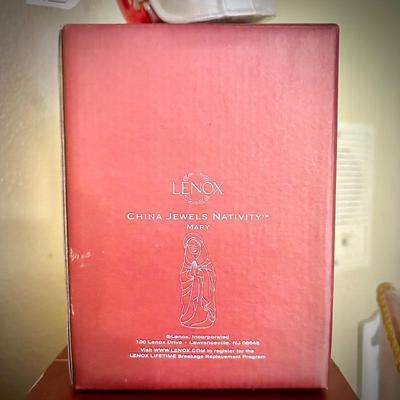 LENOX
CHINA JEWELS NATIVITY™
MARY
©Lenox, Incorporated
100 Lenox Drive • Lawrenceville, NJ 08648
Visit WWW.LENOX.COM to register for the
LENOX LIFETIME Breakage Replacement Program